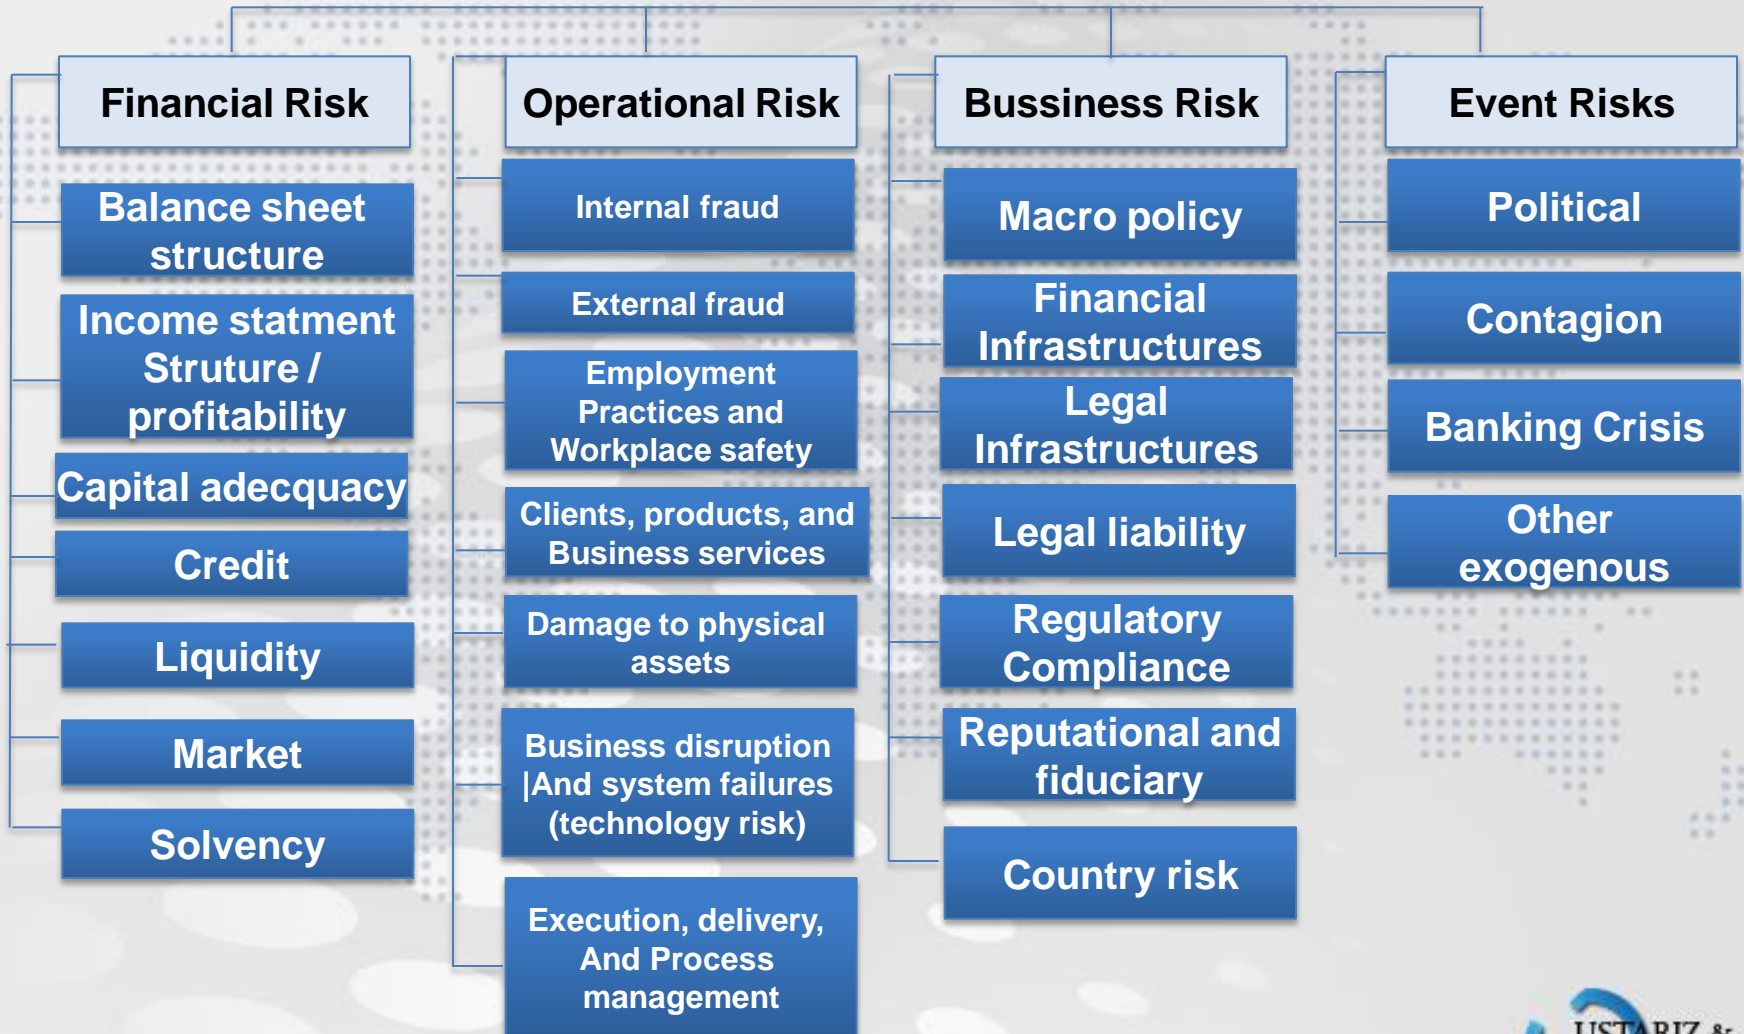 Financial Risk
Balance sheet
structure
Income statment
Struture /
profitability
Capital adecquacy
Credit
Liquidity
Market
Solvency
Operational Risk
Internal fraud
External fraud
Employment
Practices and
Workplace safety
Clients, products, and
Business services
Damage to physical
assets
Business disruption
|And system failures
(technology risk)
Execution, delivery,
And Process
management
Bussiness Risk
Macro policy
Financial
Infrastructures
Legal
Infrastructures
Legal liability
Regulatory
Compliance
Reputational and
fiduciary
Country risk
Event Risks
Political
Contagion
Banking Crisis
Other
exogenous
USTARIZ &